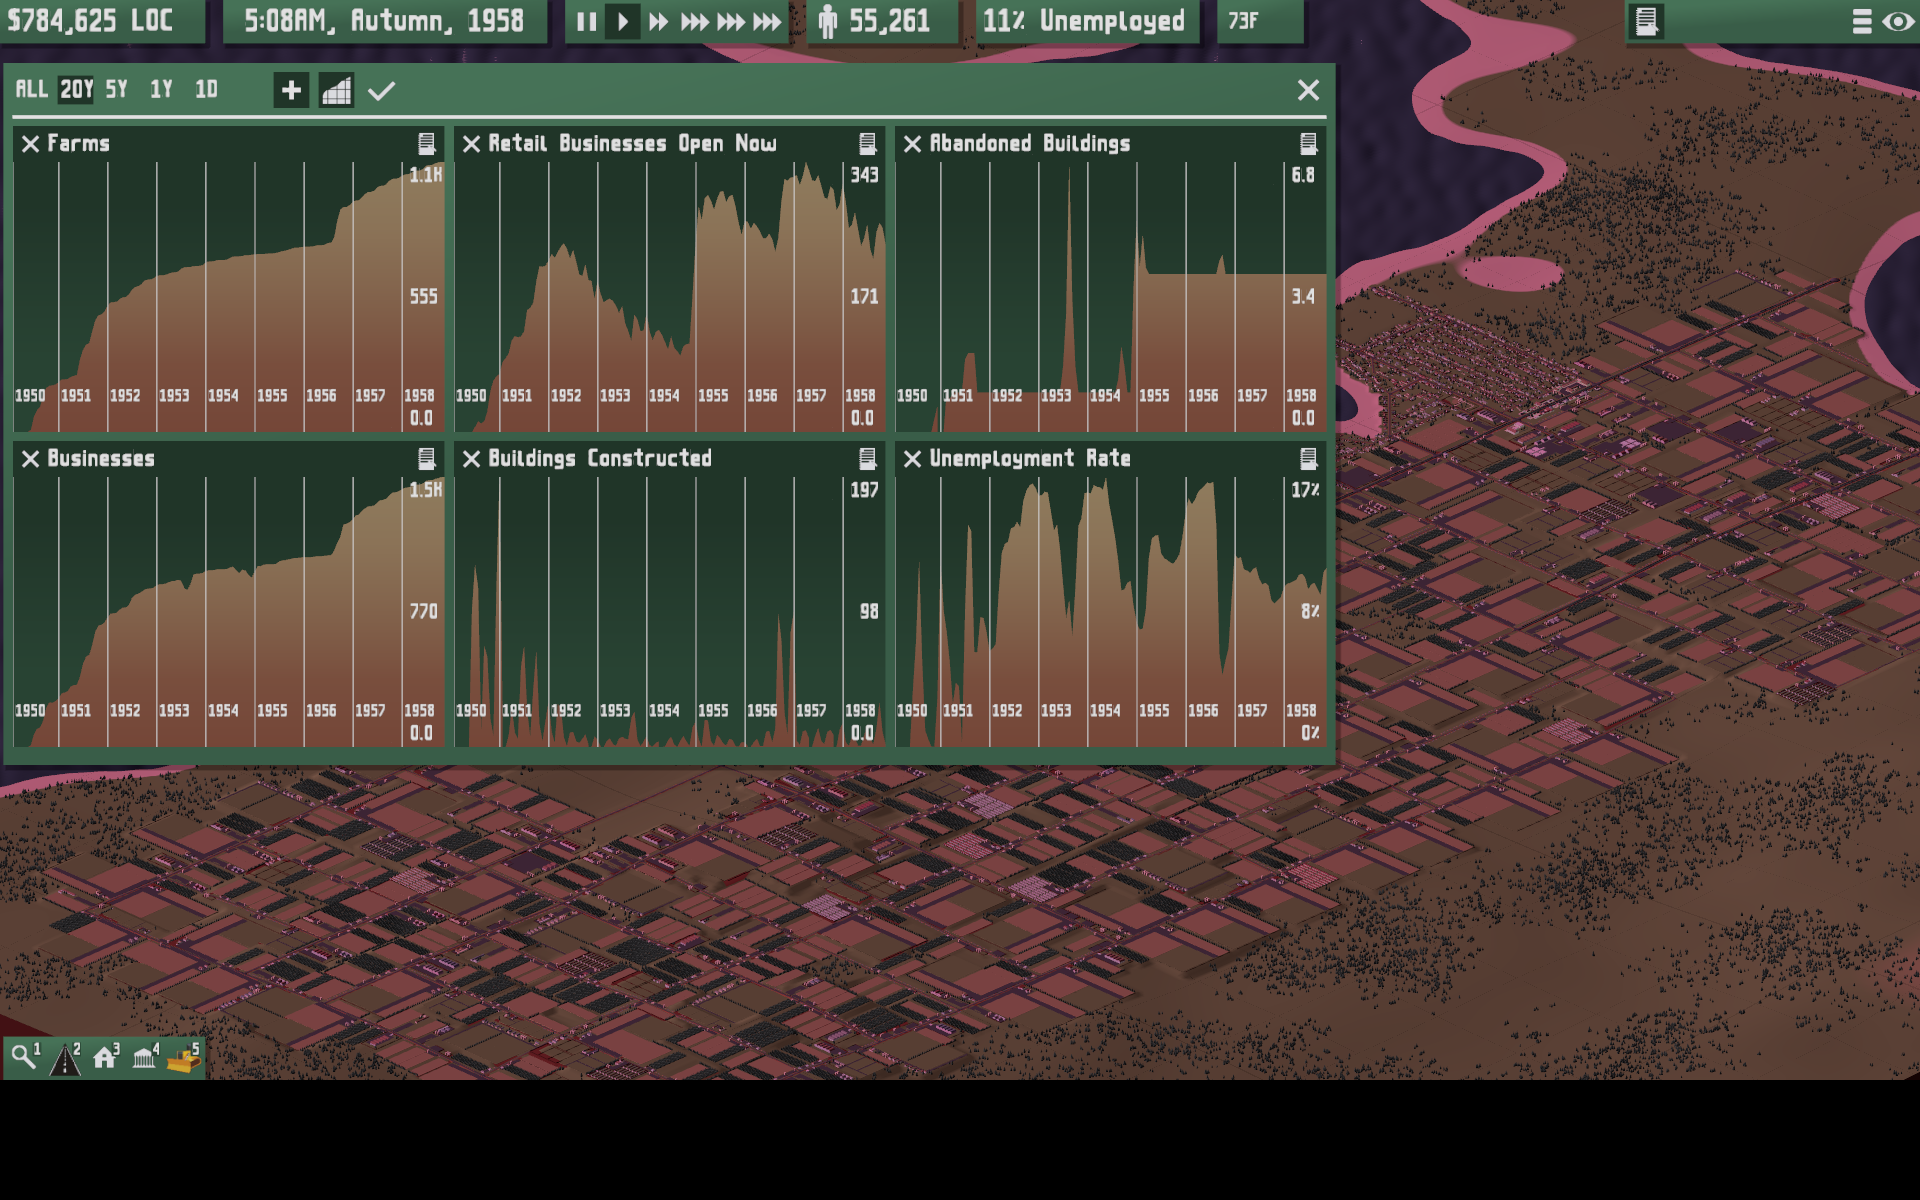 $784,625 LOC
5:08AM, Autumn, 1958
55,261
11% Unemployed
73F
ALL 20Y 5Y 1Y 1D
Farms
1.1K
555
1950 1951 1952 1953 1954 1955 1956 1957 1958
0.0
Retail Businesses Open Now
343
171
1950 1951 1952 1953 1954 1955 1956 1957 1958
0.0
Abandoned Buildings
6.8
3.4
1950 1951 1952 1953 1954 1955 1956 1957 1958
0.0
Businesses
1.5K
770
1950 1951 1952 1953 1954 1955 1956 1957 1958
0.0
Buildings Constructed
197
98
1950 1951 1952 1953 1954 1955 1956 1957 1958
0.0
Unemployment Rate
17%
8%
1950 1951 1952 1953 1954 1955 1956 1957 1958
0%
1 2 3 4 5